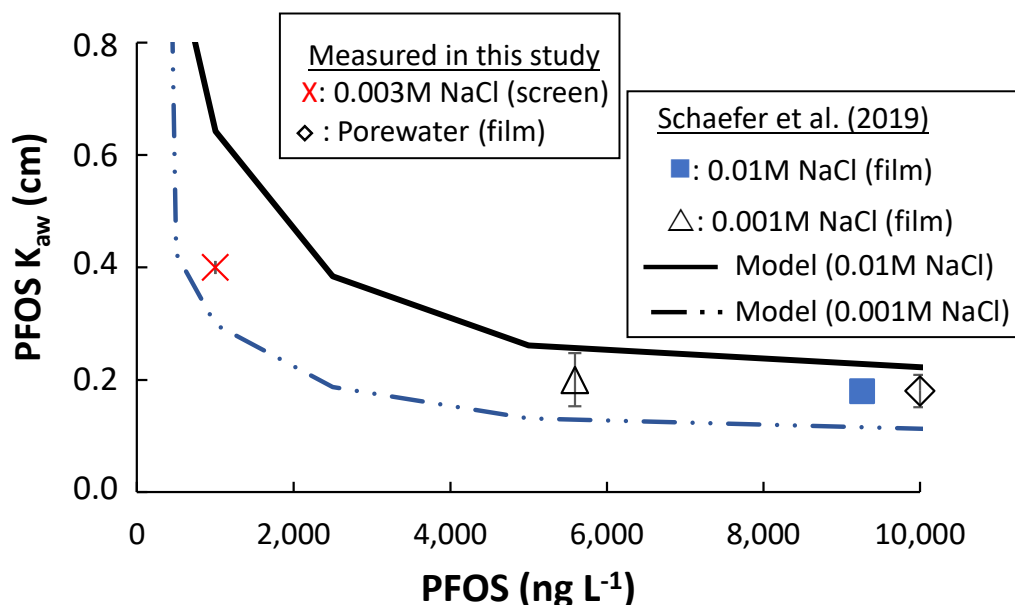 0.8
0.6
0.4
0.2
0.0
PFOS Kaw (cm)
Measured in this study
X: 0.003M NaCl (screen)
: Porewater (film)
Schaefer et al. (2019)
: 0.01M NaCl (film)
: 0.001M NaCl (film)
Model (0.01M NaCl)
Model (0.001M NaCl)
0
2,000
4,000
6,000
8,000
10,000
PFOS (ng L-1)